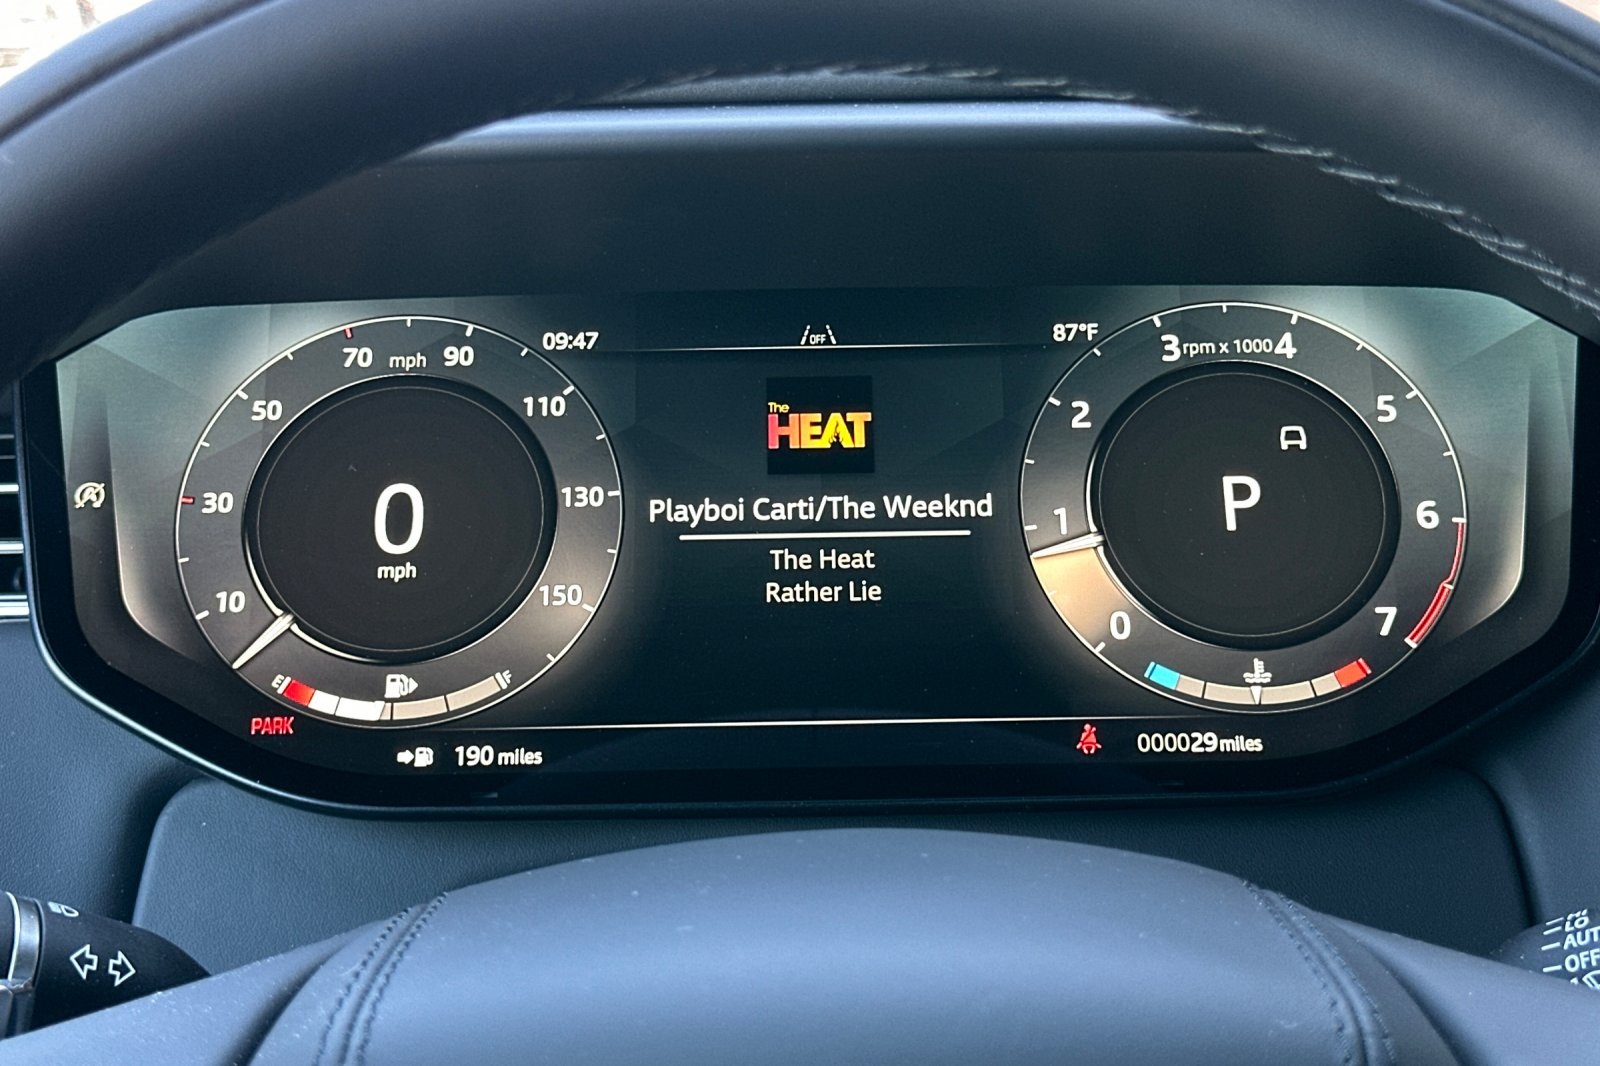 09:47
OFF
87°F
70 mph 90
50
110
30
130
10
150
0
mph
E
F
PARK
190 miles
The
HEAT
Playboi Carti/The Weeknd
The Heat
Rather Lie
3 rpm x 1000 4
2
5
1
6
0
7
P
A
000029 miles
LO
AUT
OFF